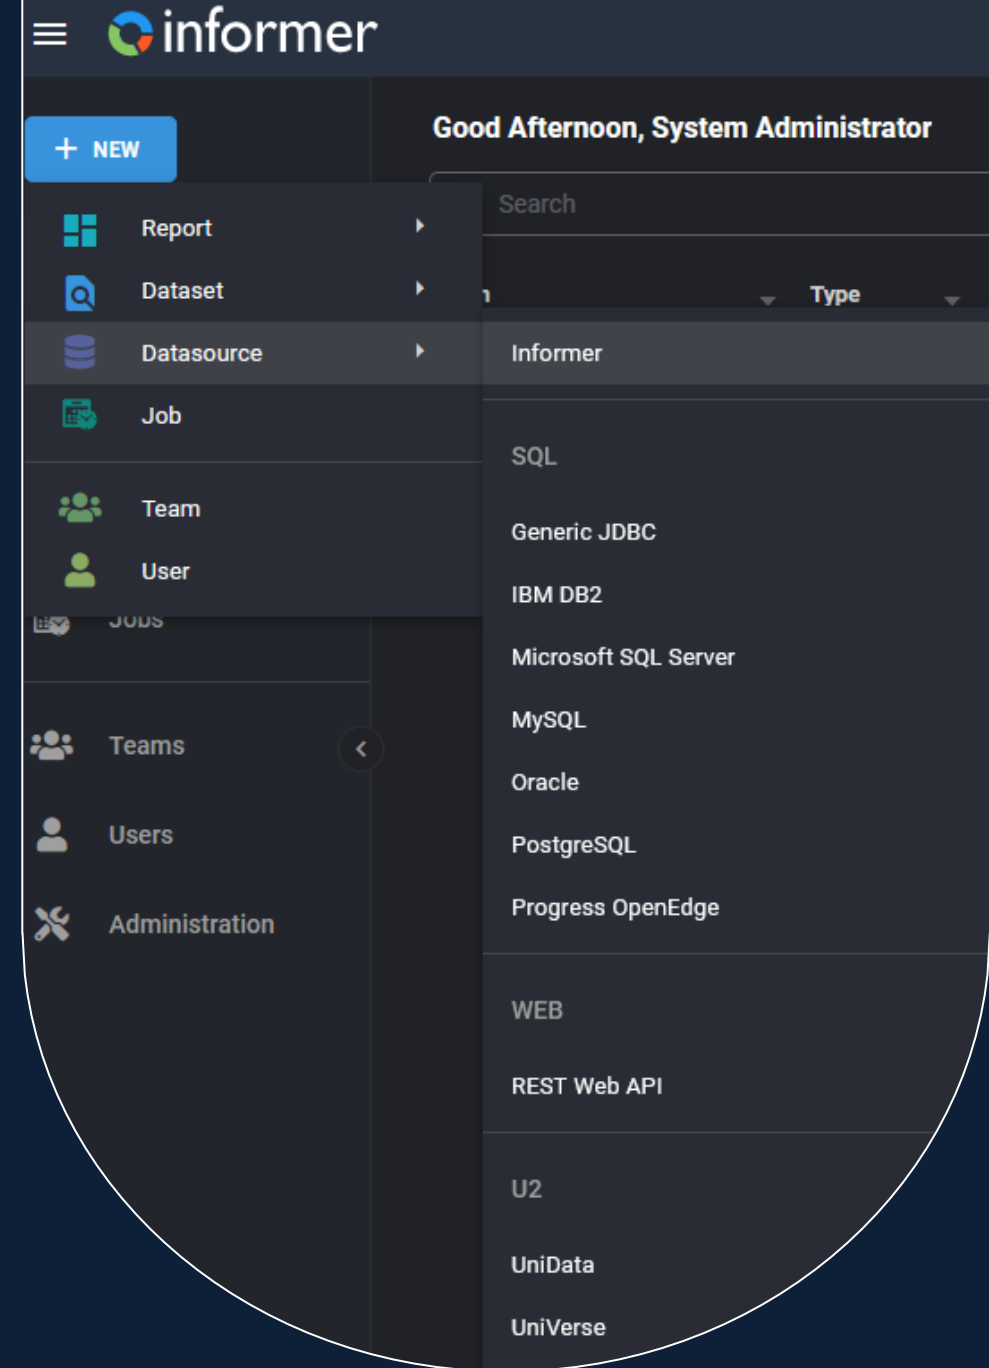 informer
+ NEW
Good Afternoon, System Administrator
Search
Report
Dataset
Datasource
Job
Team
User
Type
Informer
SQL
Generic JDBC
IBM DB2
Microsoft SQL Server
MySQL
Oracle
PostgreSQL
Progress OpenEdge
WEB
REST Web API
U2
UniData
UniVerse
Jobs
Teams
Users
Administration